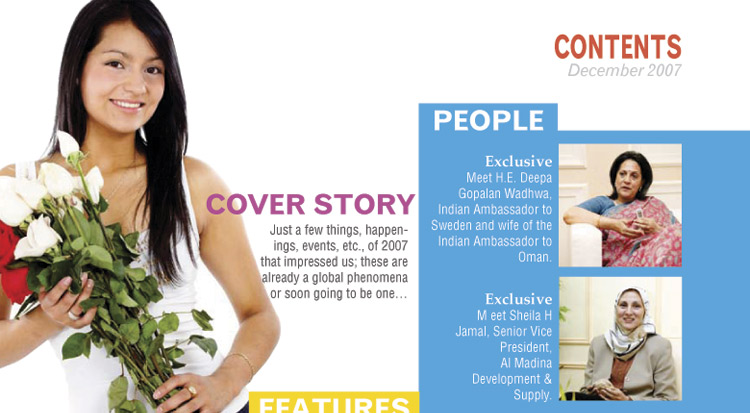 CONTENTS
December 2007
COVER STORY
Just a few things, happen-
ings, events, etc., of 2007
that impressed us; these are
already a global phenomena
or soon going to be one…
FEATURES
PEOPLE
Exclusive
Meet H.E. Deepa
Gopalan Wadhwa,
Indian Ambassador to
Sweden and wife of the
Indian Ambassador to
Oman.
Exclusive
M eet Sheila H
Jamal, Senior Vice
President,
Al Madina
Development &
Supply.